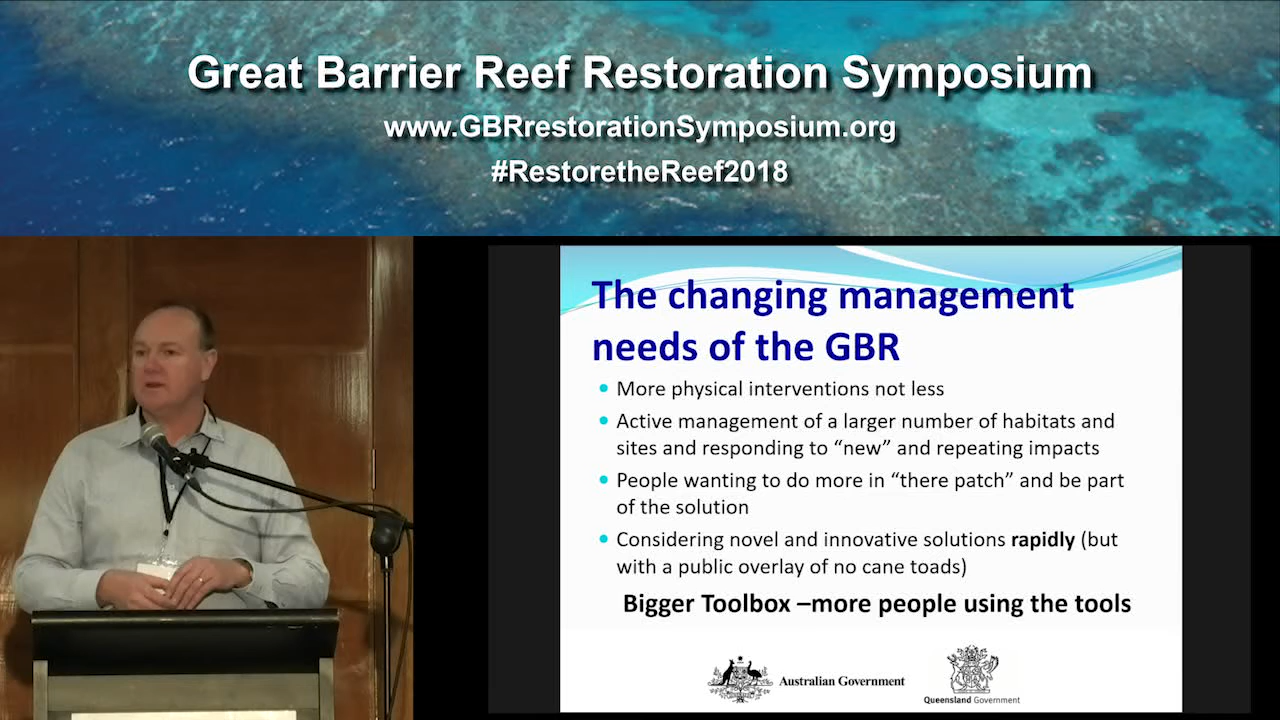 Great Barrier Reef Restoration Symposium
www.GBRrestorationSymposium.org
#RestoretheReef2018
The changing management
needs of the GBR
• More physical interventions not less
• Active management of a larger number of habitats and
sites and responding to “new” and repeating impacts
• People wanting to do more in “there patch” and be part
of the solution
• Considering novel and innovative solutions rapidly (but
with a public overlay of no cane toads)
Bigger Toolbox –more people using the tools
Australian Government
Queensland Government